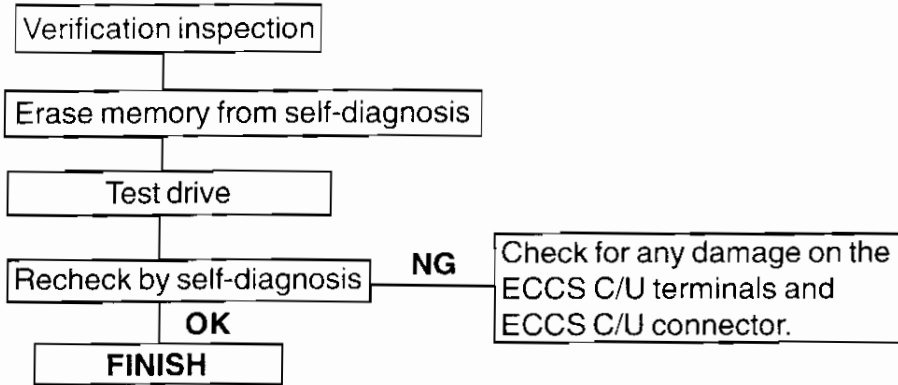 Verification inspection
Erase memory from self-diagnosis
Test drive
Recheck by self-diagnosis
NG
Check for any damage on the
ECCS C/U terminals and
ECCS C/U connector.
OK
FINISH